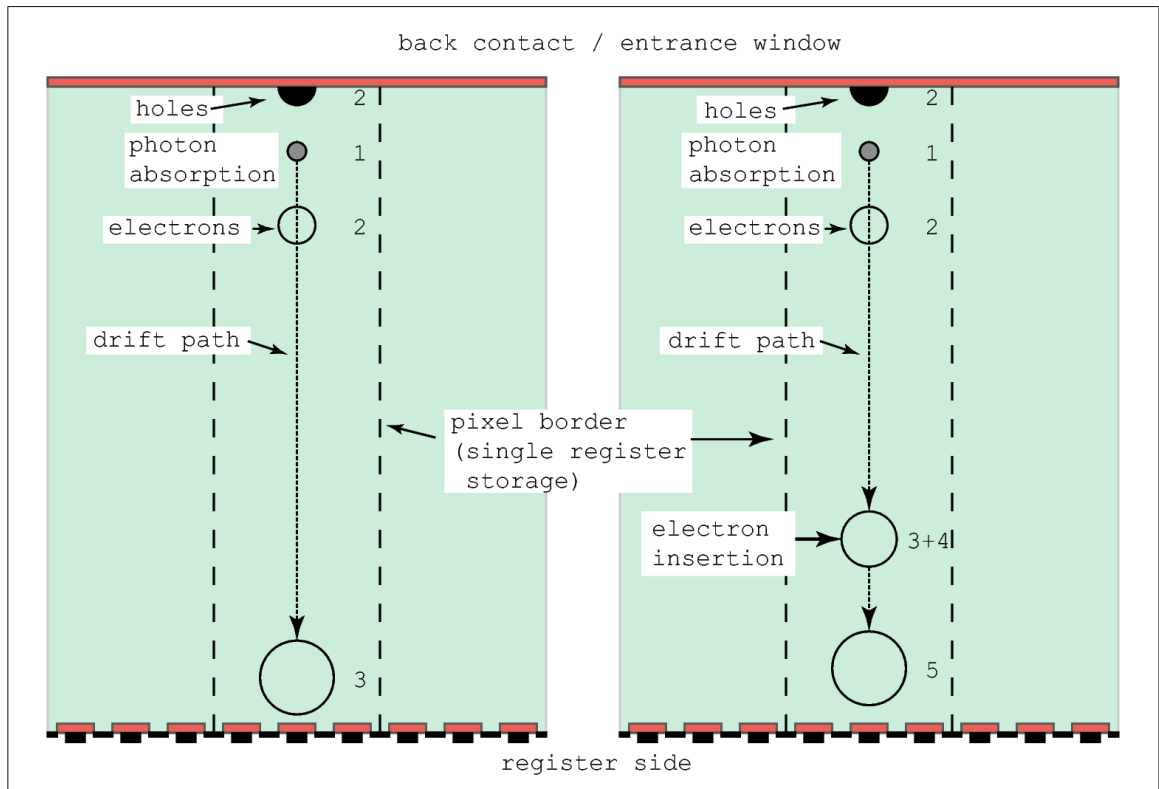 back contact / entrance window
holes
2
photon
absorption
1
electrons
2
drift path
3
holes
2
photon
absorption
1
electrons
2
drift path
pixel border
(single register
storage)
electron
insertion
3+4
5
register side